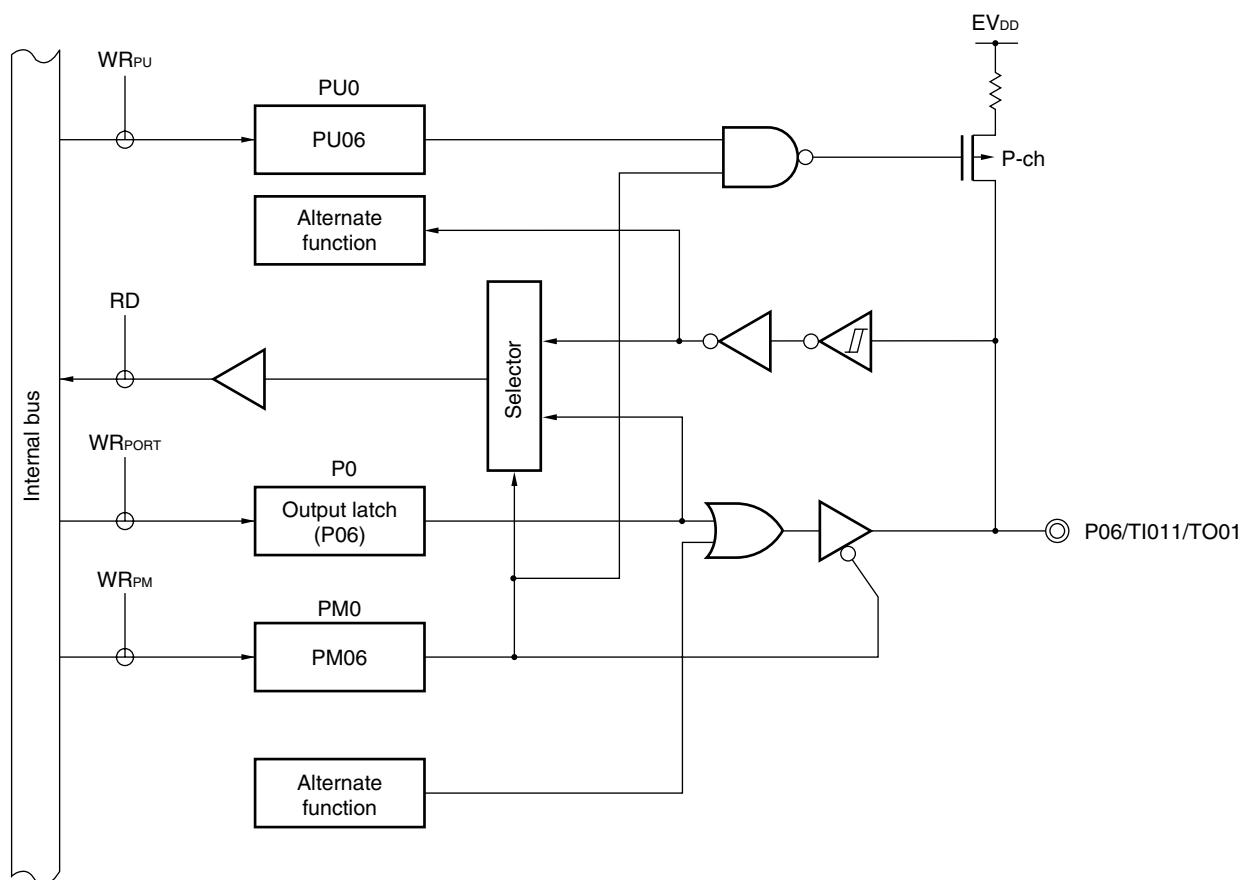 EVDD
WRPU
PU0
PU06
P-ch
Alternate
function
RD
Selector
Internal bus
WRPORT
P0
Output latch
(P06)
P06/TI011/TO01
WRPM
PM0
PM06
Alternate
function